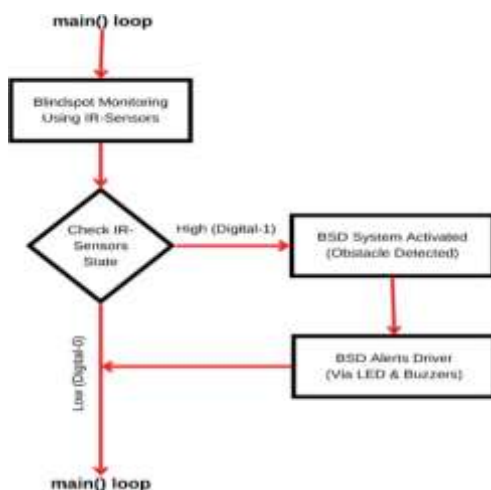 main() loop
Blindspot Monitoring
Using IR-Sensors
Check IR-
Sensors
State
High (Digital-1)
BSD System Activated
(Obstacle Detected)
BSD Alerts Driver
(Via LED & Buzzers)
Low (Digital-0)
main() loop